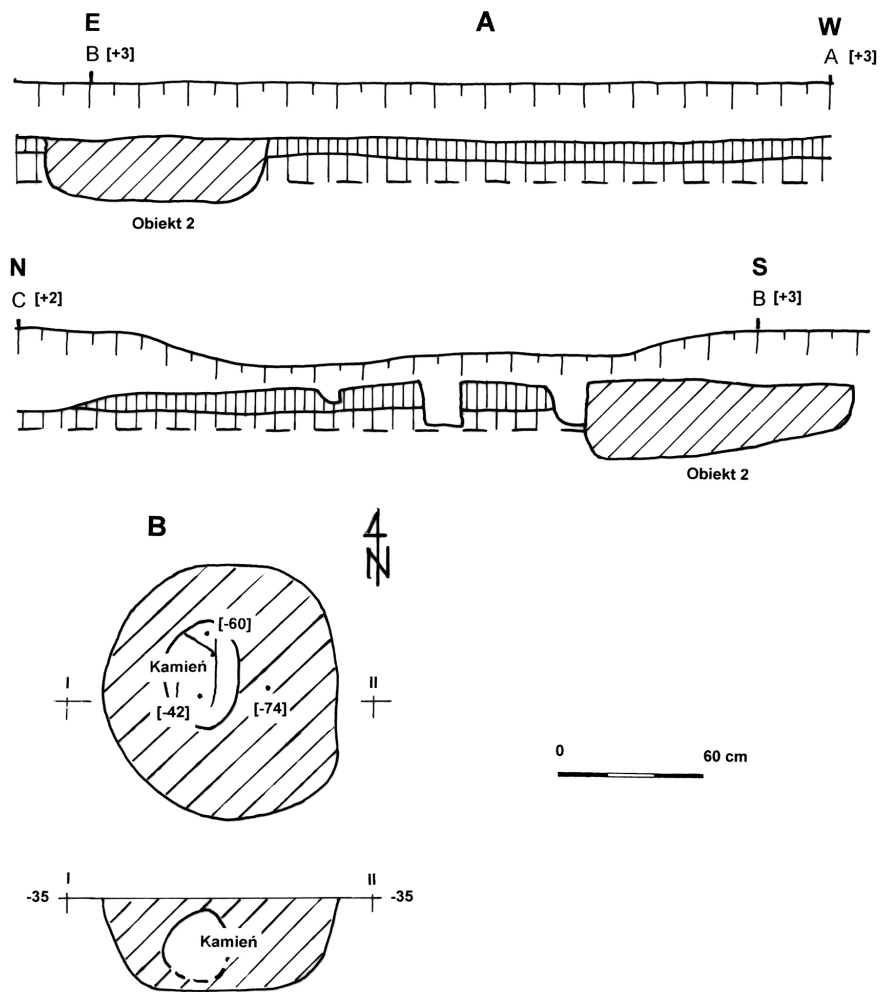 E A W
B [+3] A [+3]
Obiekt 2
N S
C [+2] B [+3]
Obiekt 2
B N
[-60]
Kamień
I II
[-42] [-74]
0 60 cm
I II
-35 -35
Kamień